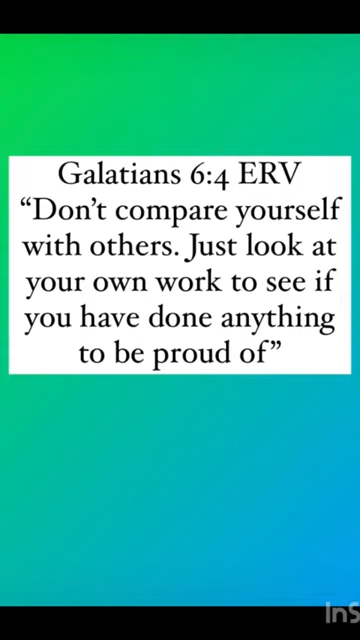 Galatians 6:4 ERV
“Don’t compare yourself
with others. Just look at
your own work to see if
you have done anything
to be proud of”
InS